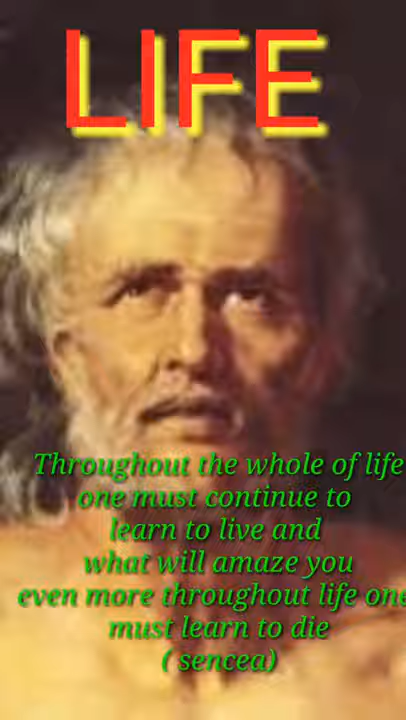 LIFE
Throughout the whole of life
one must continue to
learn to live and
what will amaze you
even more throughout life one
must learn to die
( sencea)